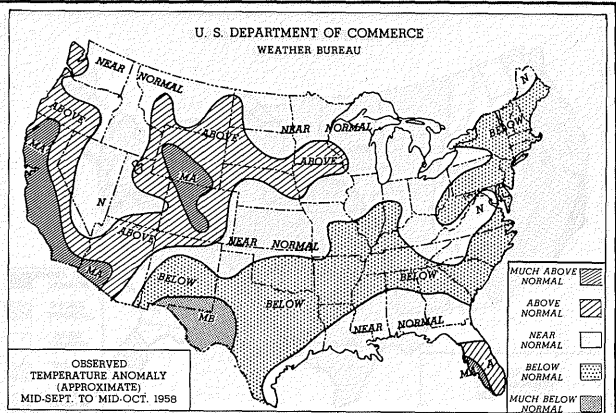 U. S. DEPARTMENT OF COMMERCE
WEATHER BUREAU
NEAR NORMAL
ABOVE
MA
ABOVE
NEAR NORMAL
ABOVE
MA
N
BELOW
N
N
ABOVE
MA
NEAR NORMAL
BELOW
BELOW
BELOW
MB
NEAR NORMAL
MA
A
OBSERVED
TEMPERATURE ANOMALY
(APPROXIMATE)
MID-SEPT. TO MID-OCT. 1958
MUCH ABOVE
NORMAL
ABOVE
NORMAL
NEAR
NORMAL
BELOW
NORMAL
MUCH BELOW
NORMAL